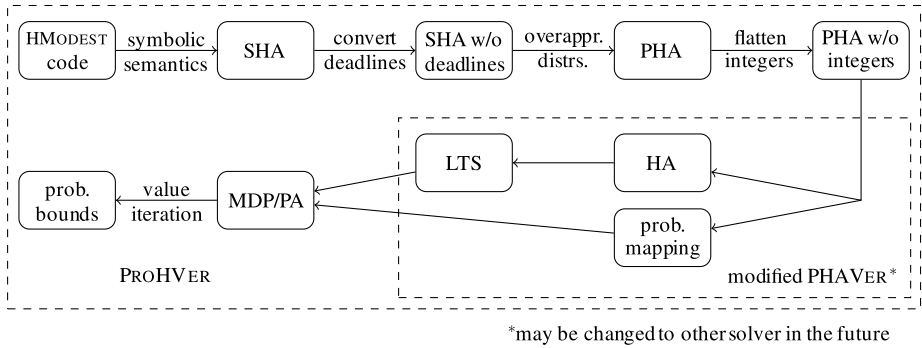 HMODEST
code
symbolic
semantics
SHA
convert
deadlines
SHA w/o
deadlines
overappr.
distrs.
PHA
flatten
integers
PHA w/o
integers
LTS
HA
prob.
bounds
value
iteration
MDP/PA
prob.
mapping
PROHVER
modified PHAVER*
*may be changed to other solver in the future